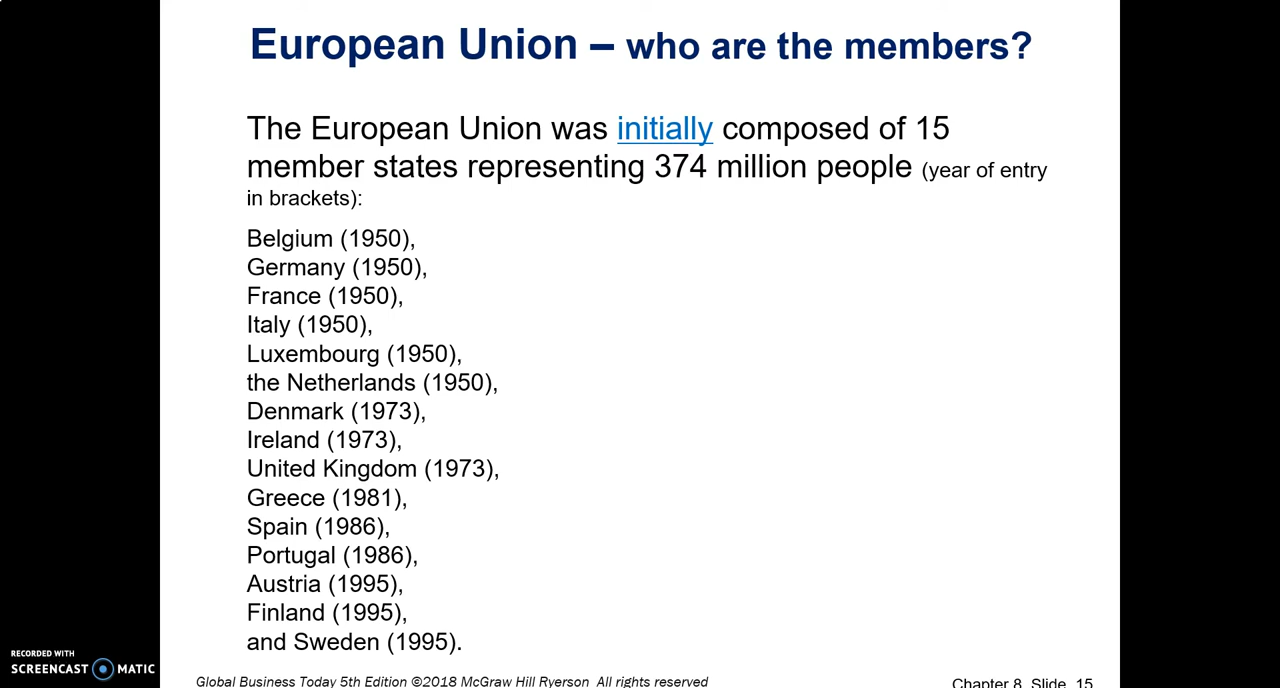 European Union – who are the members?
The European Union was initially composed of 15
member states representing 374 million people (year of entry
in brackets):
Belgium (1950),
Germany (1950),
France (1950),
Italy (1950),
Luxembourg (1950),
the Netherlands (1950),
Denmark (1973),
Ireland (1973),
United Kingdom (1973),
Greece (1981),
Spain (1986),
Portugal (1986),
Austria (1995),
Finland (1995),
and Sweden (1995).
RECORDED WITH
SCREENCAST MATIC
Global Business Today 5th Edition ©2018 McGraw Hill Ryerson All rights reserved
Chapter 8, Slide 15